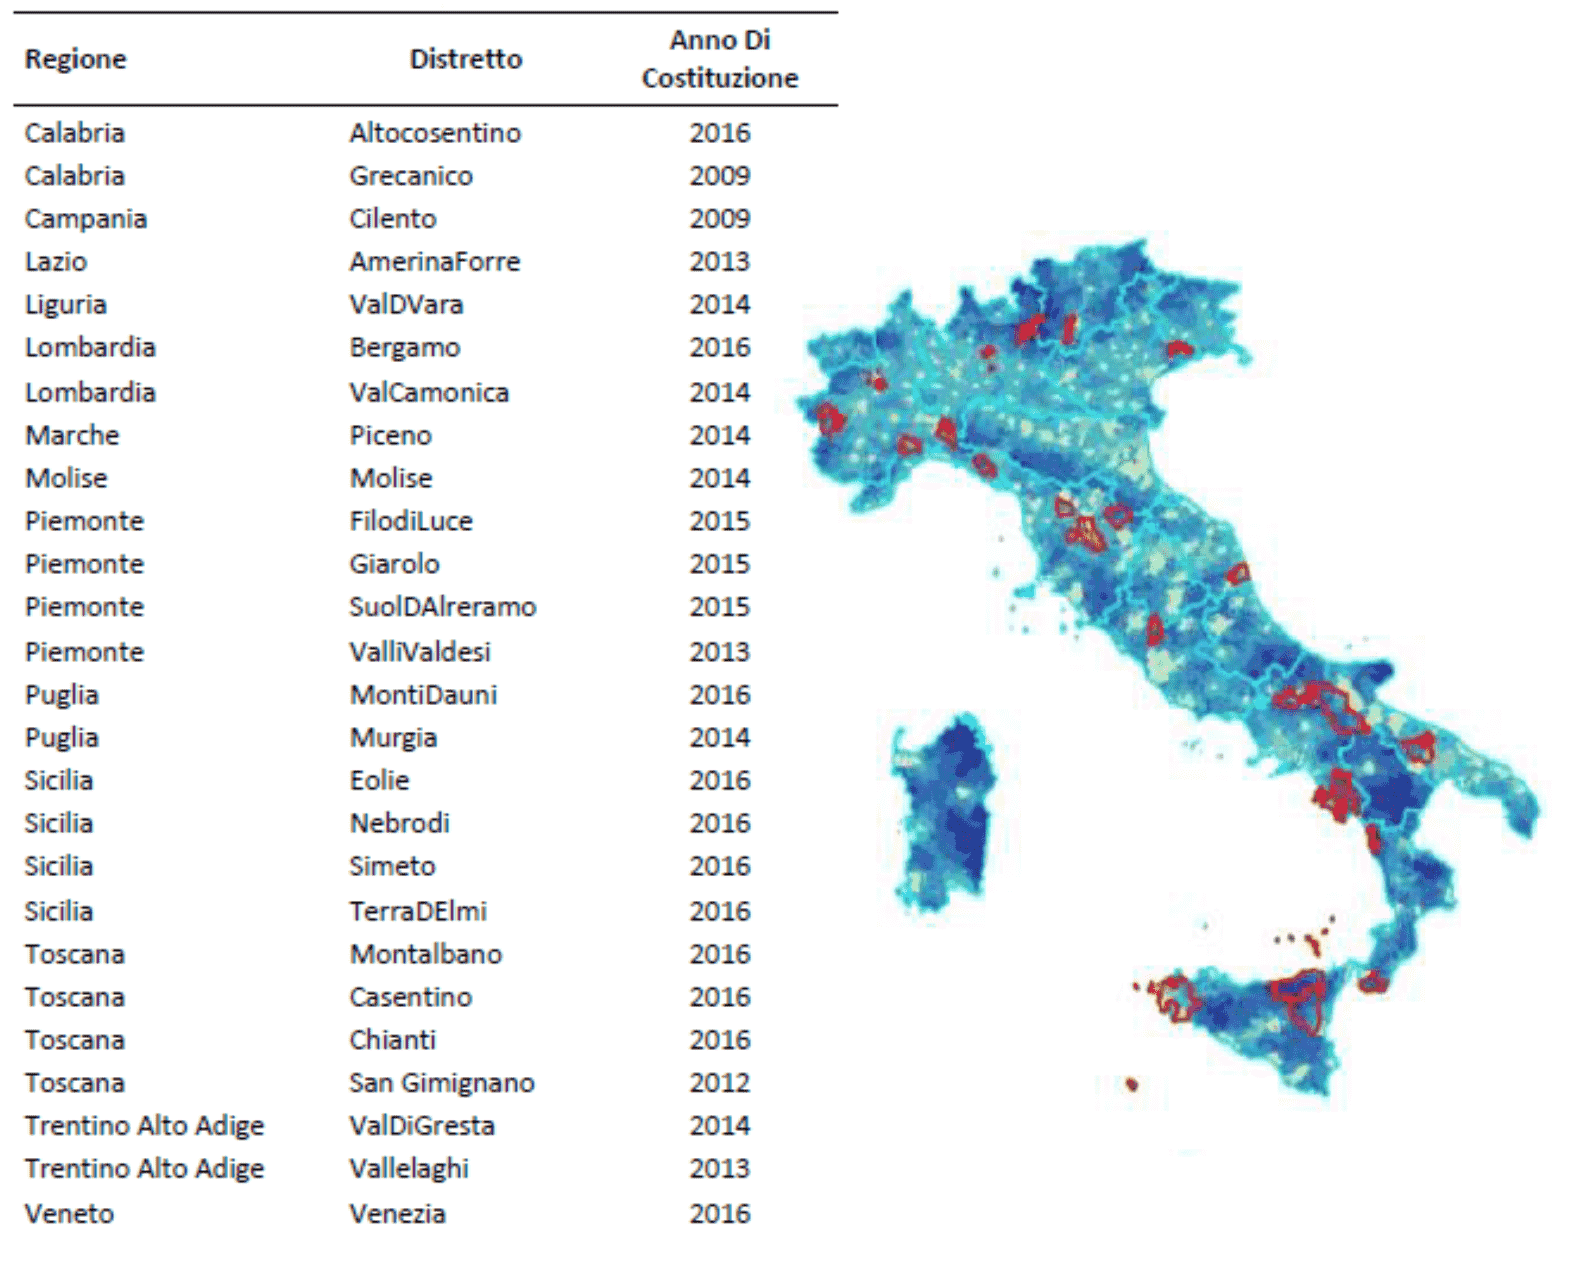 Regione Distretto Anno Di
Costituzione
Calabria Altocosentino 2016
Calabria Grecanico 2009
Campania Cilento 2009
Lazio AmerinaForre 2013
Liguria ValDVara 2014
Lombardia Bergamo 2016
Lombardia ValCamonica 2014
Marche Piceno 2014
Molise Molise 2014
Piemonte FilodiLuce 2015
Piemonte Giarolo 2015
Piemonte SuolDAlreramo 2015
Piemonte ValliValdesi 2013
Puglia MontiDauni 2016
Puglia Murgia 2014
Sicilia Eolie 2016
Sicilia Nebrodi 2016
Sicilia Simeto 2016
Sicilia TerraDElmi 2016
Toscana Montalbano 2016
Toscana Casentino 2016
Toscana Chianti 2016
Toscana San Gimignano 2012
Trentino Alto Adige ValDiGresta 2014
Trentino Alto Adige Vallelaghi 2013
Veneto Venezia 2016